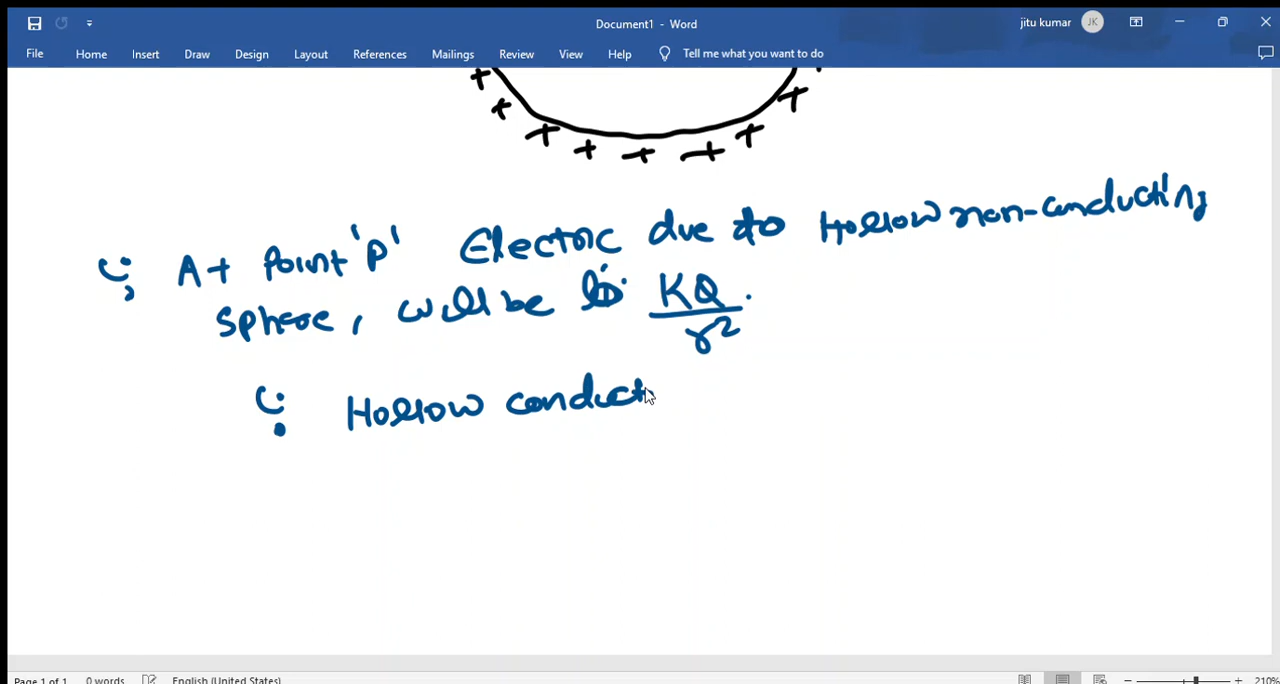 Document1 - Word
jitu kumar JK
File Home Insert Draw Design Layout References Mailings Review View Help Tell me what you want to do
At Point 'P' Electric due to Hollow non-conducting
Sphere, will be KQ/r²
Hollow conduct
Page 1 of 1 0 words English (United States) 210%